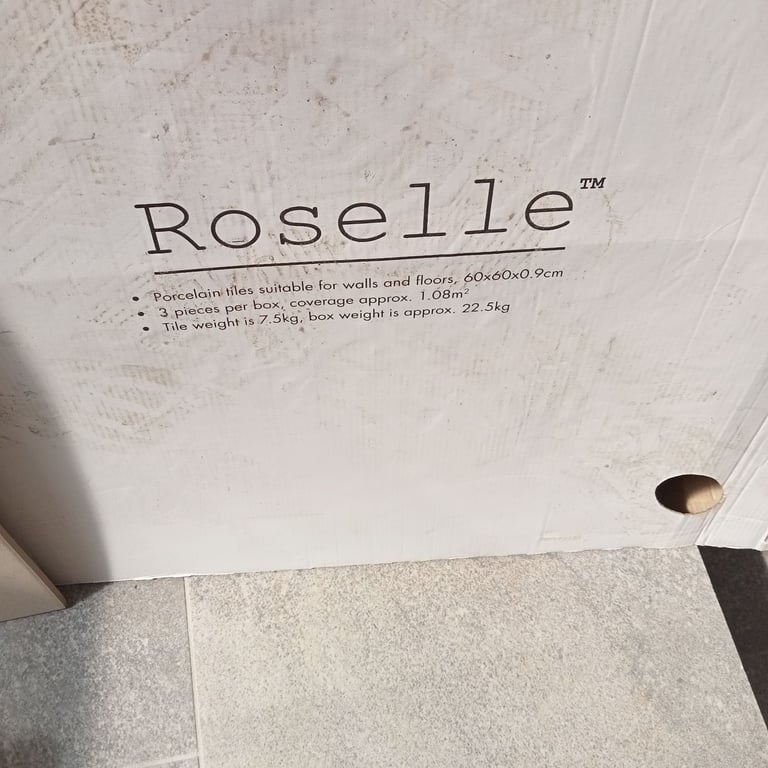 Roselle™
• Porcelain tiles suitable for walls and floors, 60x60x0.9cm
• 3 pieces per box, coverage approx. 1.08m²
• Tile weight is 7.5kg, box weight is approx. 22.5kg